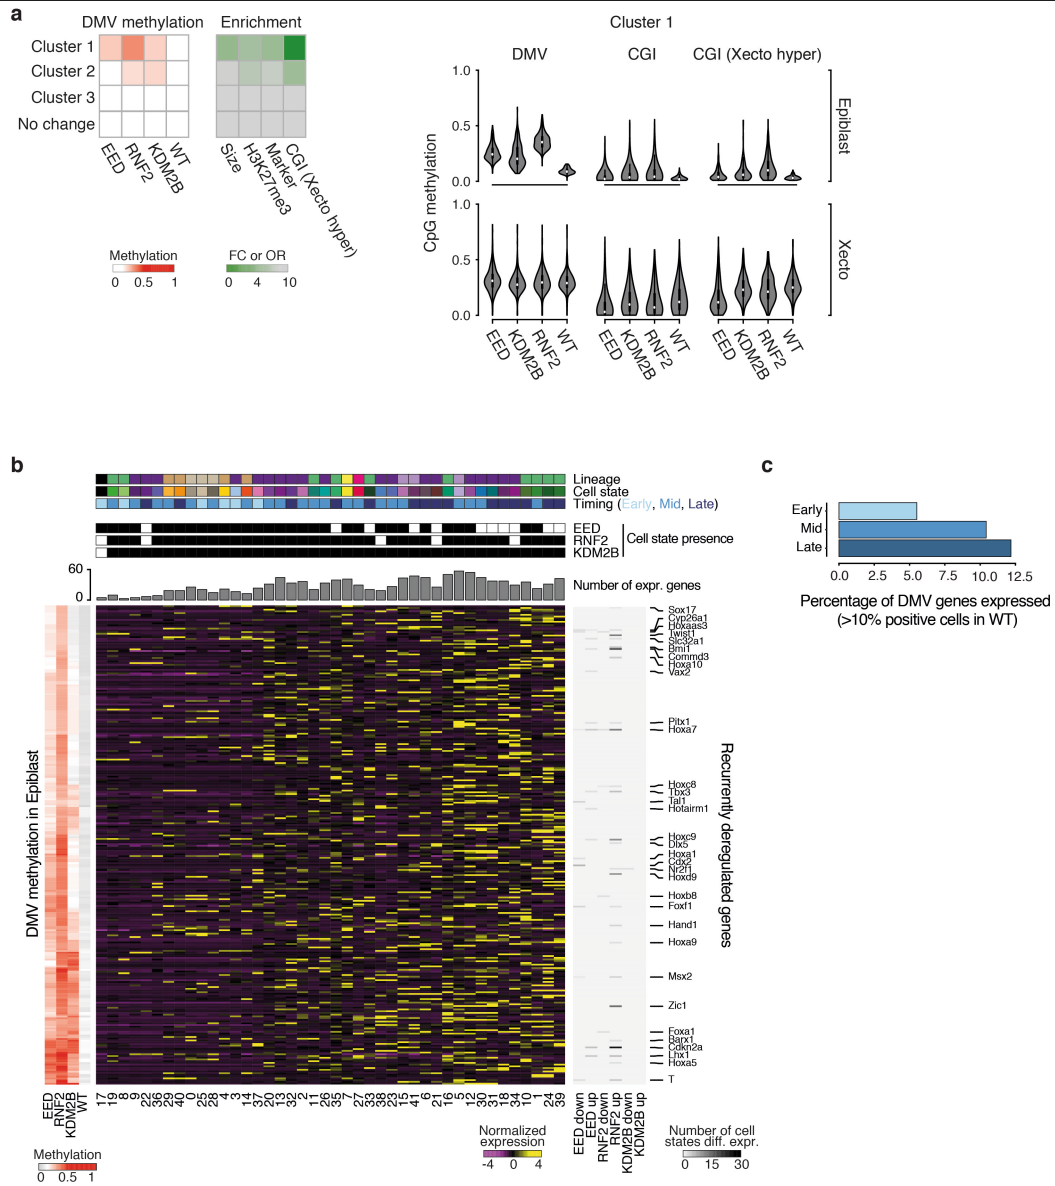 a
DMV methylation
Enrichment
Cluster 1
Cluster 2
Cluster 3
No change
EED
RNF2
KDM2B
WT
Size
H3K27me3
Marker
CGI (Xecto hyper)
Methylation
0 0.5 1
FC or OR
0 4 10
Cluster 1
DMV
CGI
CGI (Xecto hyper)
CpG methylation
1.0
0.5
0.0
Epiblast
1.0
0.5
0.0
Xecto
EED
KDM2B
RNF2
WT
EED
KDM2B
RNF2
WT
EED
KDM2B
RNF2
WT
b
Lineage
Cell state
Timing (Early, Mid, Late)
EED
RNF2
KDM2B
Cell state presence
60
0
Number of expr. genes
DMV methylation in Epiblast
Sox17
Cyp26a1
Hoxaas3
Twist1
Slc32a1
Bmi1
Commd3
Hoxa10
Vax2
Pitx1
Hoxa7
Hoxc8
Tbx3
Tal1
Hotairm1
Hoxc9
Dlx5
Hoxa1
Cdx2
Nr2f1
Hoxd9
Hoxb8
Foxf1
Hand1
Hoxa9
Msx2
Zic1
Foxa1
Barx1
Cdkn2a
Lhx1
Hoxa5
T
Recurrently deregulated genes
EED
RNF2
KDM2B
WT
17 19 8 9 22 36 29 40 0 25 28 4 3 14 37 20 13 32 2 11 26 35 7 27 33 38 23 15 41 6 21 16 5 12 30 31 18 34 10 1 24 39
EED down
EED up
RNF2 down
RNF2 up
KDM2B down
KDM2B up
Methylation
0 0.5 1
Normalized
expression
-4 0 4
Number of cell
states diff. expr.
0 15 30
c
Early
Mid
Late
0.0 2.5 5.0 7.5 10.0 12.5
Percentage of DMV genes expressed
(>10% positive cells in WT)